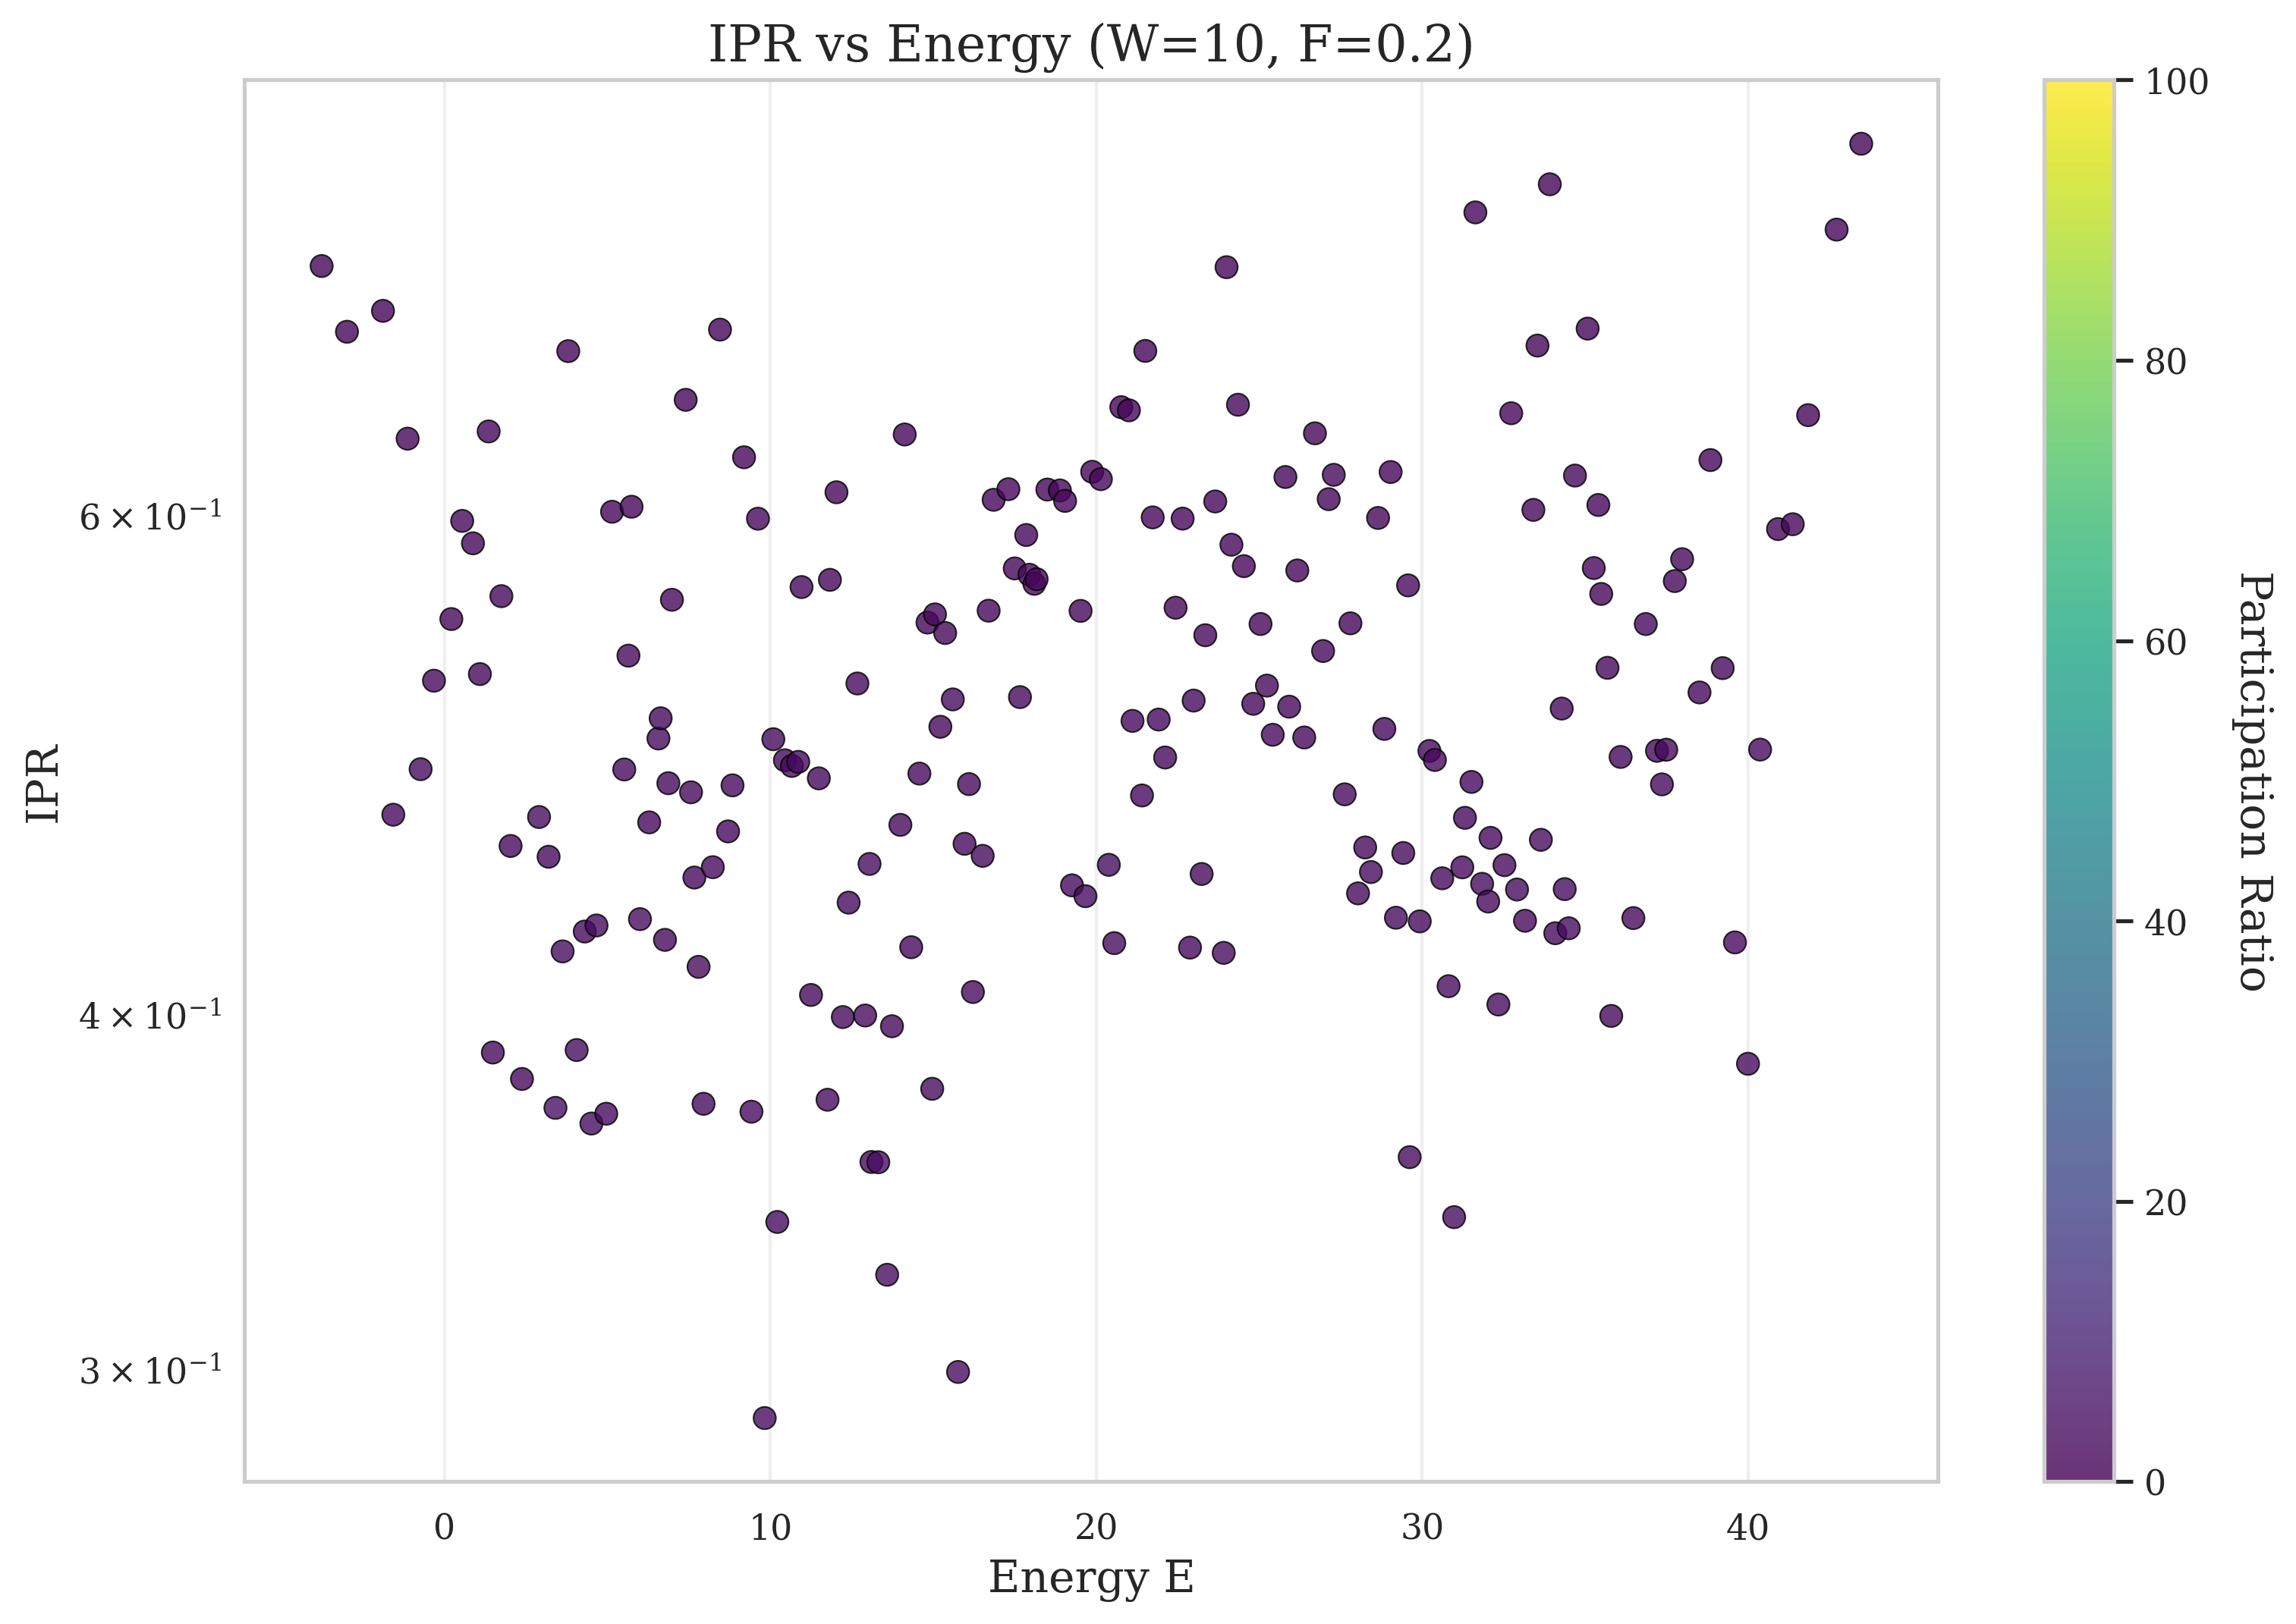 IPR vs Energy (W=10, F=0.2)
IPR
6 × 10⁻¹
4 × 10⁻¹
3 × 10⁻¹
0
10
20
30
40
Energy E
100
80
60
40
20
0
Participation Ratio